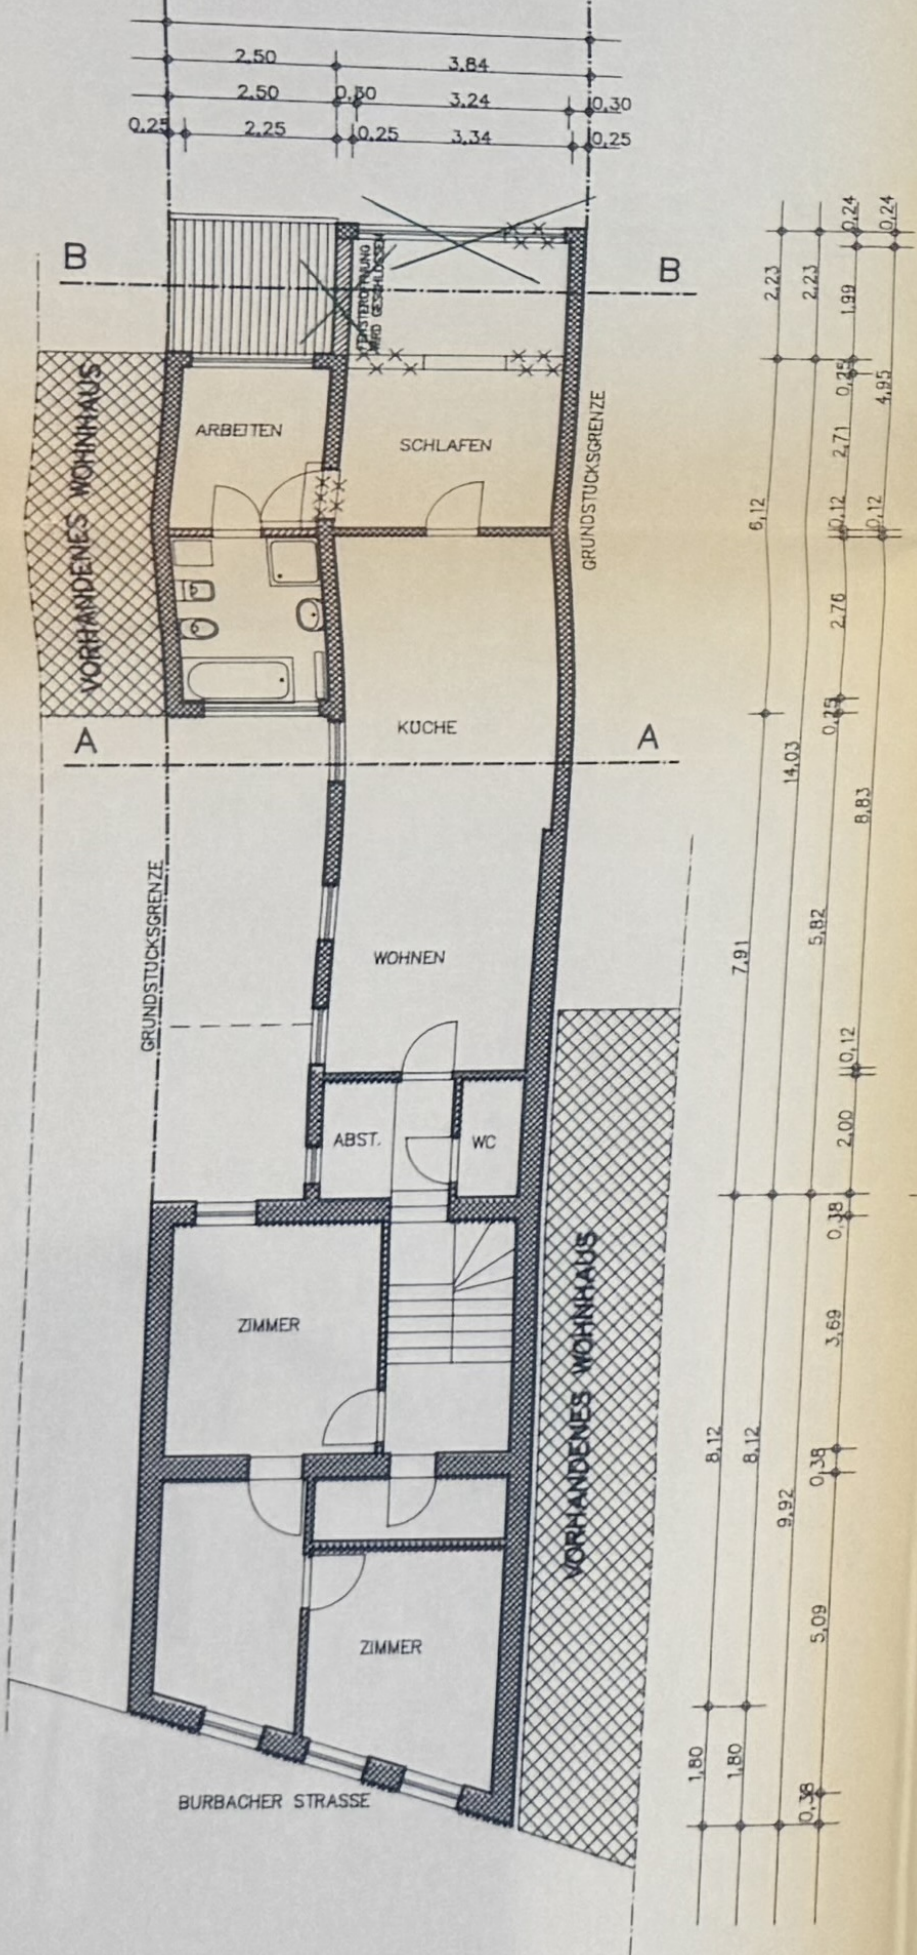 2.50
3.84
2.50
0.30
3.24
0.30
0.25
2.25
0.25
3.34
0.25
FENSTERÖFFNUNG
WIRD GESCHLOSSEN
B
B
0,24
0,24
2,23
2,23
1,99
VORHANDENES WOHNHAUS
ARBEITEN
SCHLAFEN
GRUNDSTÜCKSGRENZE
0,25
4,95
2,71
6,12
0,12
0,12
2,76
KÜCHE
A
A
0,25
14,03
8,83
GRUNDSTÜCKSGRENZE
WOHNEN
7,91
5,82
0,12
ABST.
WC
2,00
0,38
ZIMMER
VORHANDENES WOHNHAUS
3,69
8,12
8,12
0,38
9,92
ZIMMER
5,09
1,80
1,80
0,38
BURBACHER STRASSE